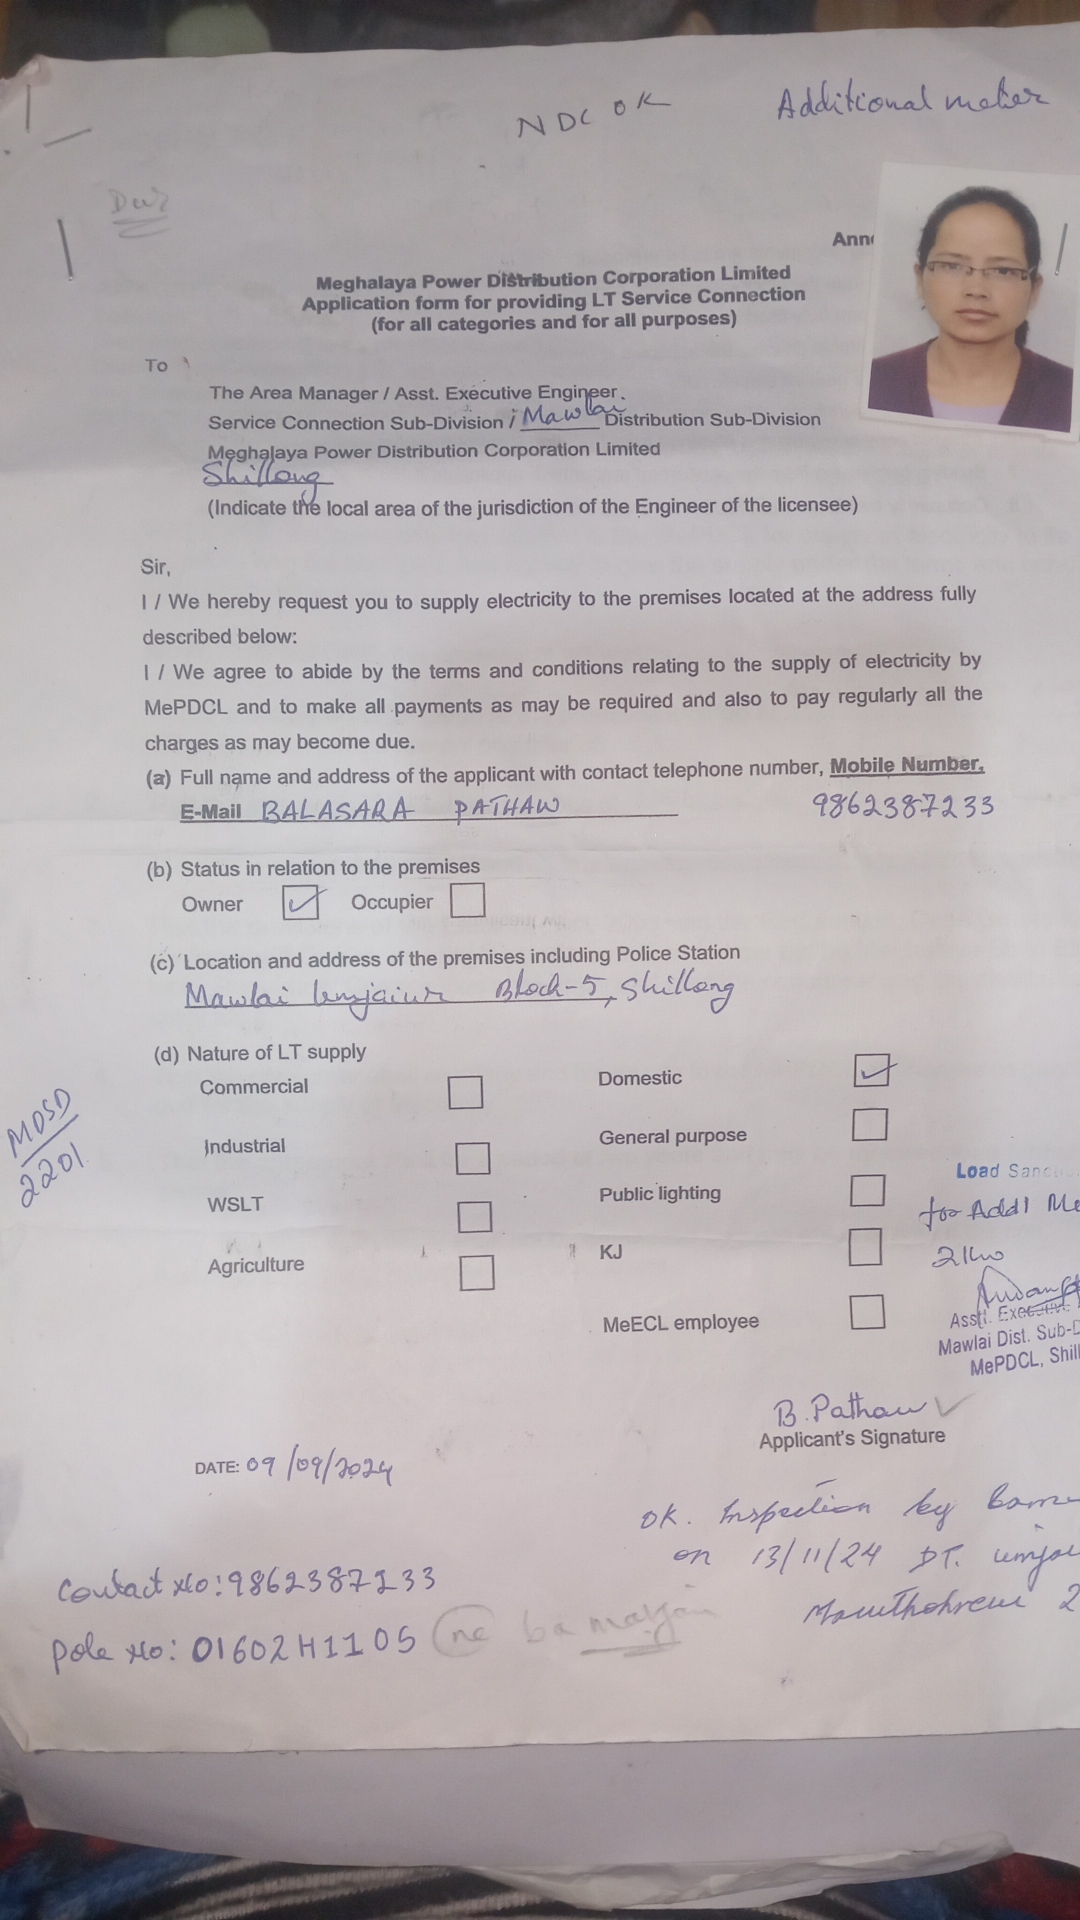 NDC OK
Additional meter
Meghalaya Power Distribution Corporation Limited
Application form for providing LT Service Connection
(for all categories and for all purposes)
To
The Area Manager / Asst. Executive Engineer.
Service Connection Sub-Division / Mawlai Distribution Sub-Division
Meghalaya Power Distribution Corporation Limited
Shillong
(Indicate the local area of the jurisdiction of the Engineer of the licensee)
Sir,
I / We hereby request you to supply electricity to the premises located at the address fully
described below:
I / We agree to abide by the terms and conditions relating to the supply of electricity by
MePDCL and to make all payments as may be required and also to pay regularly all the
charges as may become due.
(a) Full name and address of the applicant with contact telephone number, Mobile Number,
E-Mail BALASARA PATHAW 9862387233
(b) Status in relation to the premises
Owner Occupier
(c) Location and address of the premises including Police Station
Mawlai Umjaiur Block-5, Shillong
(d) Nature of LT supply
Commercial Domestic
Industrial General purpose
WSLT Public lighting
Agriculture KJ
MeECL employee
MDSD
2201
Load
for Addl
2kw
Asstt.
Mawlai Dist.
MePDCL,
B. Pathaw
Applicant's Signature
DATE: 09/09/2024
OK. Inspection by
on 13/11/24 DT.
Contact No: 9862387233
Pole No: 01602H1105